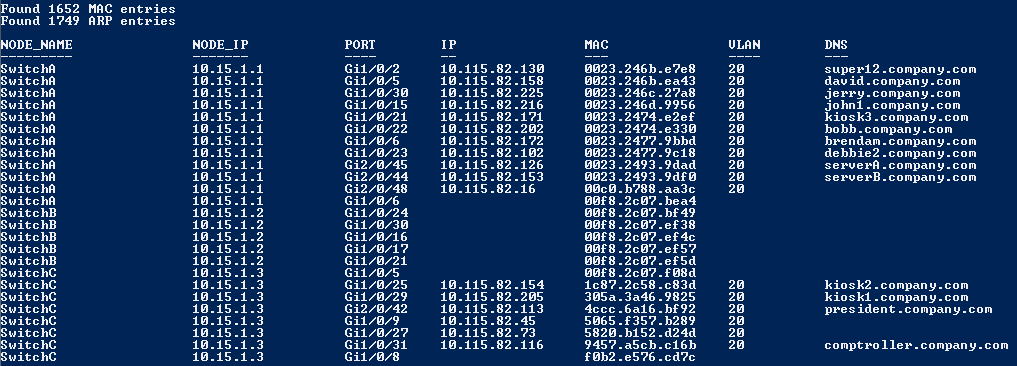 Found 1652 MAC entries
Found 1749 ARP entries
NODE_NAME NODE_IP PORT IP MAC VLAN DNS
--------- ------- ---- -- --- ---- ---
SwitchA 10.15.1.1 Gi1/0/2 10.115.82.130 0023.246b.e7e8 20 super12.company.com
SwitchA 10.15.1.1 Gi1/0/5 10.115.82.158 0023.246b.ea43 20 david.company.com
SwitchA 10.15.1.1 Gi1/0/30 10.115.82.225 0023.246c.27a8 20 jerry.company.com
SwitchA 10.15.1.1 Gi1/0/15 10.115.82.216 0023.246d.9956 20 john1.company.com
SwitchA 10.15.1.1 Gi1/0/21 10.115.82.171 0023.2474.e2ef 20 kiosk3.company.com
SwitchA 10.15.1.1 Gi1/0/22 10.115.82.202 0023.2474.e330 20 bobb.company.com
SwitchA 10.15.1.1 Gi1/0/6 10.115.82.172 0023.2477.9bbd 20 brendam.company.com
SwitchA 10.15.1.1 Gi1/0/23 10.115.82.102 0023.2477.9c18 20 debbie2.company.com
SwitchA 10.15.1.1 Gi2/0/45 10.115.82.126 0023.2493.9dad 20 serverA.company.com
SwitchA 10.15.1.1 Gi2/0/44 10.115.82.153 0023.2493.9df0 20 serverB.company.com
SwitchA 10.15.1.1 Gi2/0/48 10.115.82.16 00c0.b788.aa3c 20
SwitchA 10.15.1.1 Gi1/0/6 00f8.2c07.bea4
SwitchB 10.15.1.2 Gi1/0/24 00f8.2c07.bf49
SwitchB 10.15.1.2 Gi1/0/30 00f8.2c07.ef38
SwitchB 10.15.1.2 Gi1/0/16 00f8.2c07.ef4c
SwitchB 10.15.1.2 Gi1/0/17 00f8.2c07.ef57
SwitchB 10.15.1.2 Gi1/0/21 00f8.2c07.ef5d
SwitchC 10.15.1.3 Gi1/0/5 00f8.2c07.f08d
SwitchC 10.15.1.3 Gi1/0/25 10.115.82.154 1c87.2c58.c83d 20 kiosk2.company.com
SwitchC 10.15.1.3 Gi1/0/29 10.115.82.205 305a.3a46.9825 20 kiosk1.company.com
SwitchC 10.15.1.3 Gi2/0/42 10.115.82.113 4ccc.6a16.bf92 20 president.company.com
SwitchC 10.15.1.3 Gi1/0/9 10.115.82.45 5065.f357.b289 20
SwitchC 10.15.1.3 Gi1/0/27 10.115.82.73 5820.b152.d24d 20
SwitchC 10.15.1.3 Gi1/0/31 10.115.82.116 9457.a5cb.c16b 20 comptroller.company.com
SwitchC 10.15.1.3 Gi1/0/8 f0b2.e576.cd7c